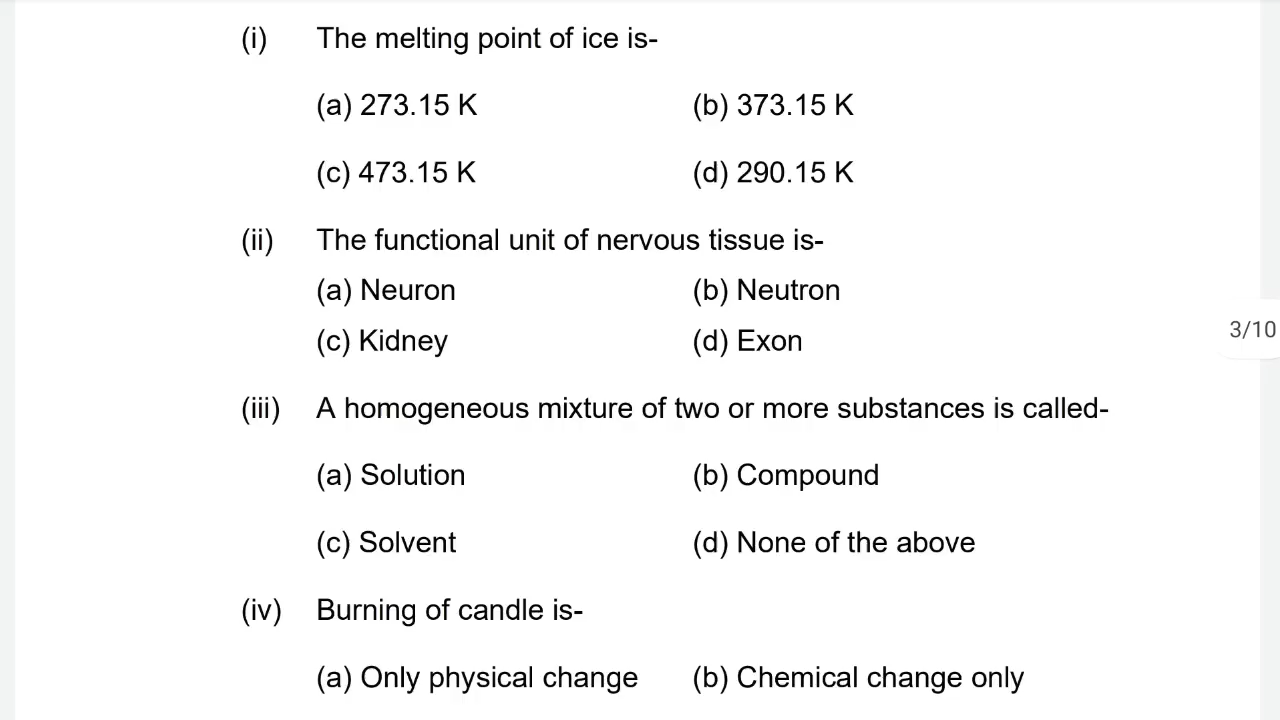 (i) The melting point of ice is-
(a) 273.15 K (b) 373.15 K
(c) 473.15 K (d) 290.15 K
(ii) The functional unit of nervous tissue is-
(a) Neuron (b) Neutron
3/10
(c) Kidney (d) Exon
(iii) A homogeneous mixture of two or more substances is called-
(a) Solution (b) Compound
(c) Solvent (d) None of the above
(iv) Burning of candle is-
(a) Only physical change (b) Chemical change only